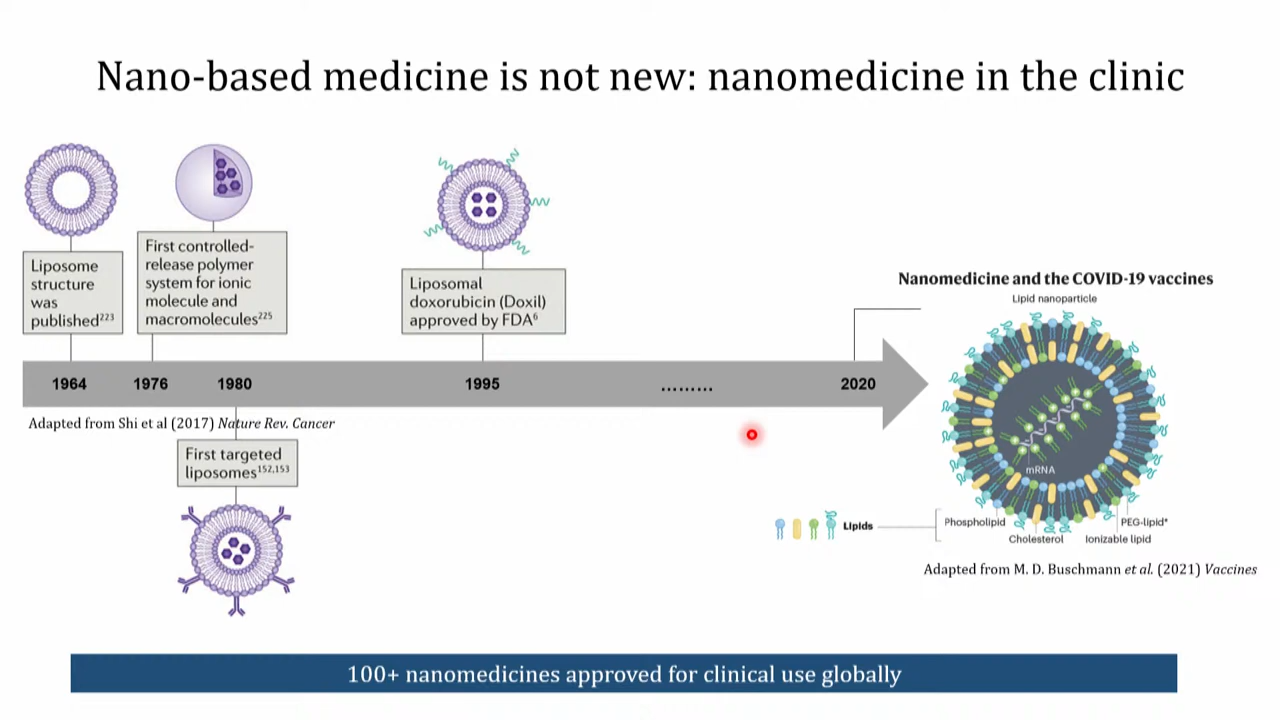 Nano-based medicine is not new: nanomedicine in the clinic
Liposome
structure
was
published223
First controlled-
release polymer
system for ionic
molecule and
macromolecules225
Liposomal
doxorubicin (Doxil)
approved by FDA6
Nanomedicine and the COVID-19 vaccines
Lipid nanoparticle
1964
1976
1980
1995
.........
2020
Adapted from Shi et al (2017) Nature Rev. Cancer
First targeted
liposomes152,153
mRNA
Lipids
Phospholipid
PEG-lipid*
Cholesterol
Ionizable lipid
Adapted from M. D. Buschmann et al. (2021) Vaccines
100+ nanomedicines approved for clinical use globally